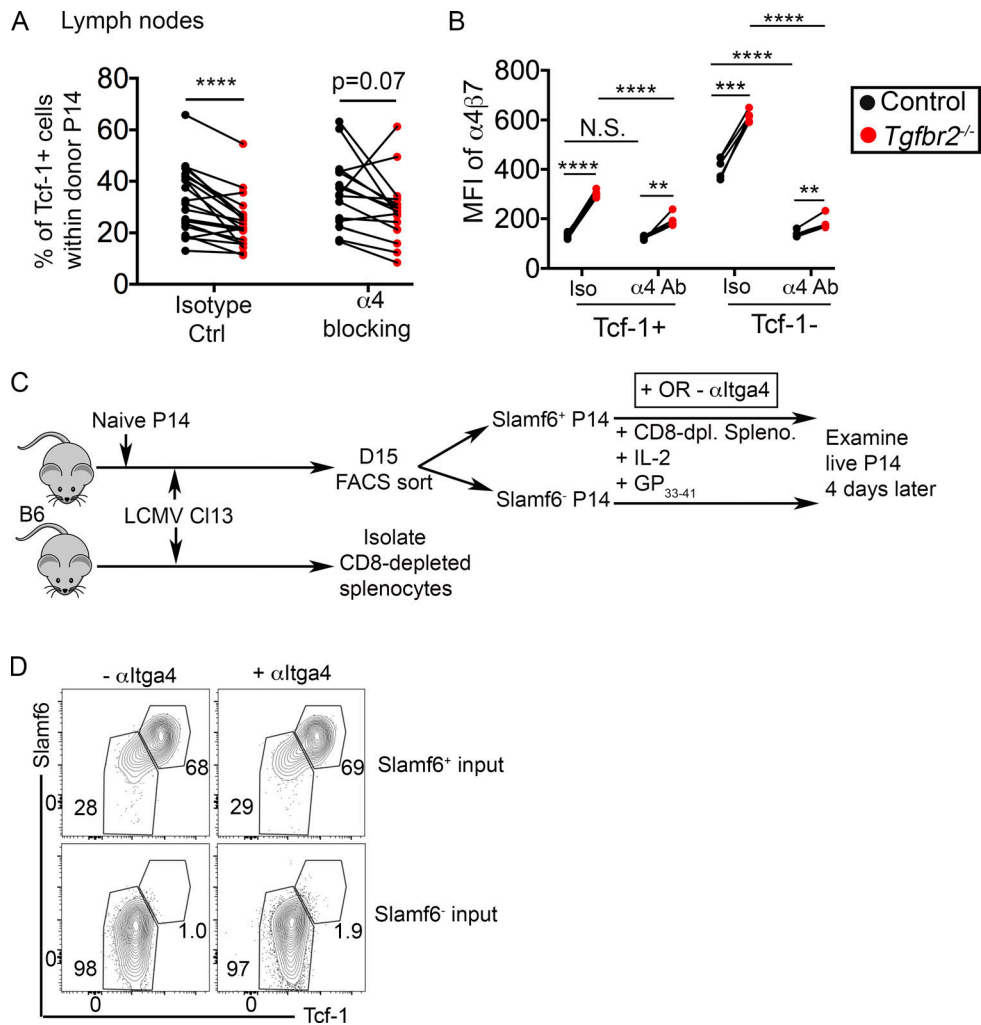 A Lymph nodes
% of Tcf-1+ cells
within donor P14
80
60
40
20
0
****
p=0.07
Isotype
Ctrl
α4
blocking
B
MFI of α4β7
800
600
400
200
0
****
N.S.
****
**
****
****
***
**
Iso
α4 Ab
Iso
α4 Ab
Tcf-1+
Tcf-1-
Control
Tgfbr2-/-
C
Naive P14
B6
LCMV Cl13
D15
FACS sort
Isolate
CD8-depleted
splenocytes
Slamf6+ P14
Slamf6- P14
+ OR - αItga4
+ CD8-dpl. Spleno.
+ IL-2
+ GP33-41
Examine
live P14
4 days later
D
- αItga4
+ αItga4
Slamf6
0
68
28
69
29
Slamf6+ input
0
1.0
98
1.9
97
Slamf6- input
0
0
Tcf-1